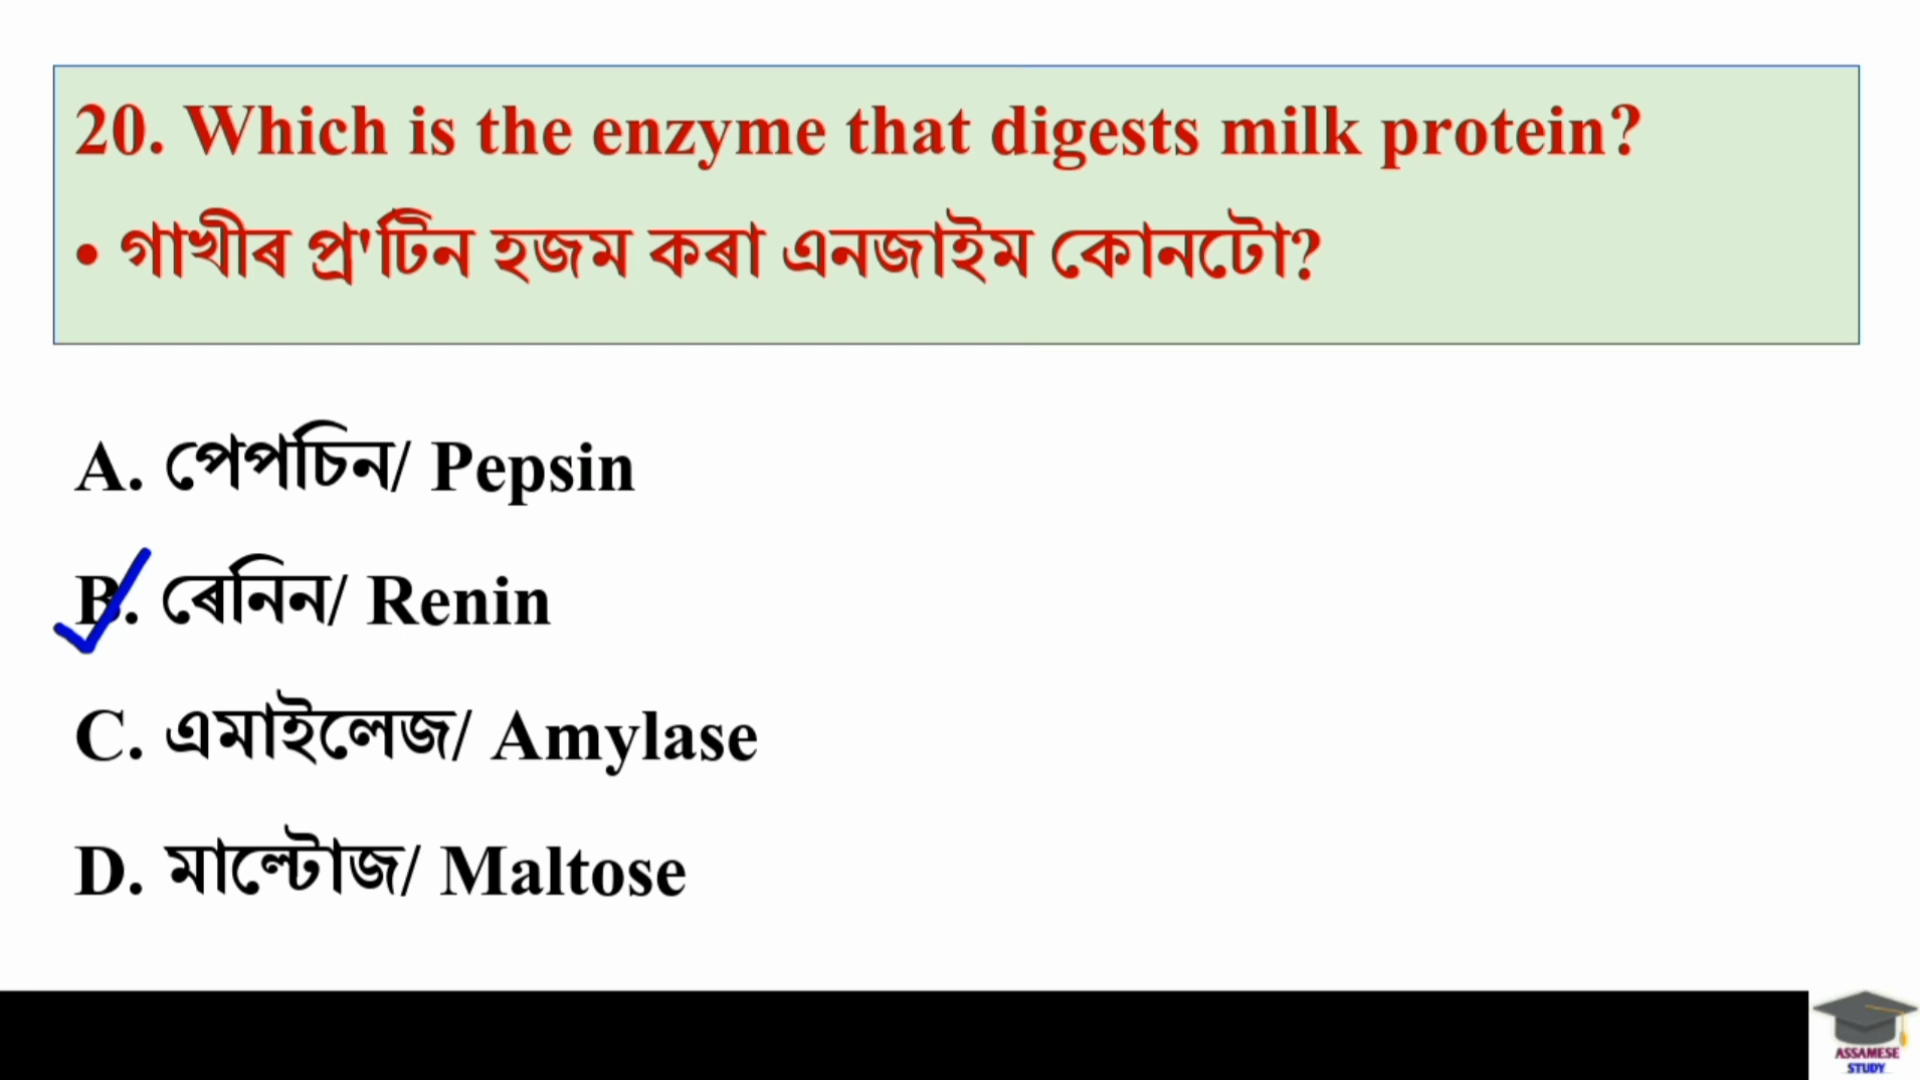 20. Which is the enzyme that digests milk protein?
• গাখীৰ প্ৰ'টিন হজম কৰা এনজাইম কোনটো?
A. পেপচিন/ Pepsin
B. ৰেনিন/ Renin
C. এমাইলেজ/ Amylase
D. মাল্টোজ/ Maltose
ASSAMESE
STUDY